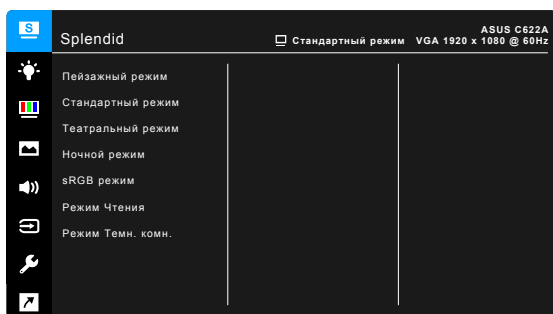 S
ASUS C622A
Splendid
Стандартный режим VGA 1920 x 1080 @ 60Hz
Пейзажный режим
Стандартный режим
Театральный режим
Ночной режим
sRGB режим
Режим Чтения
Режим Темн. комн.